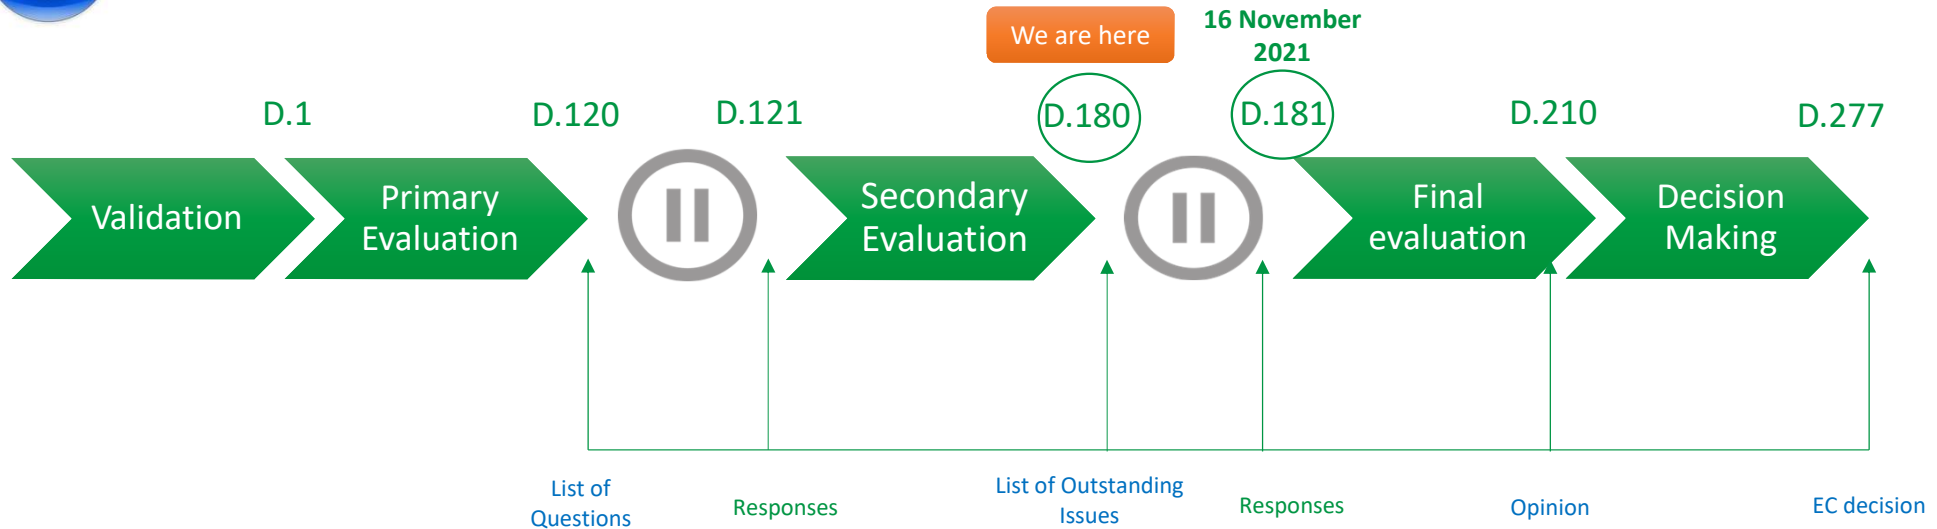 We are here
16 November
2021
D.1
D.120
D.121
D.180
D.181
D.210
D.277
Validation
Primary
Evaluation
Secondary
Evaluation
Final
evaluation
Decision
Making
List of
Questions
Responses
List of Outstanding
Issues
Responses
Opinion
EC decision